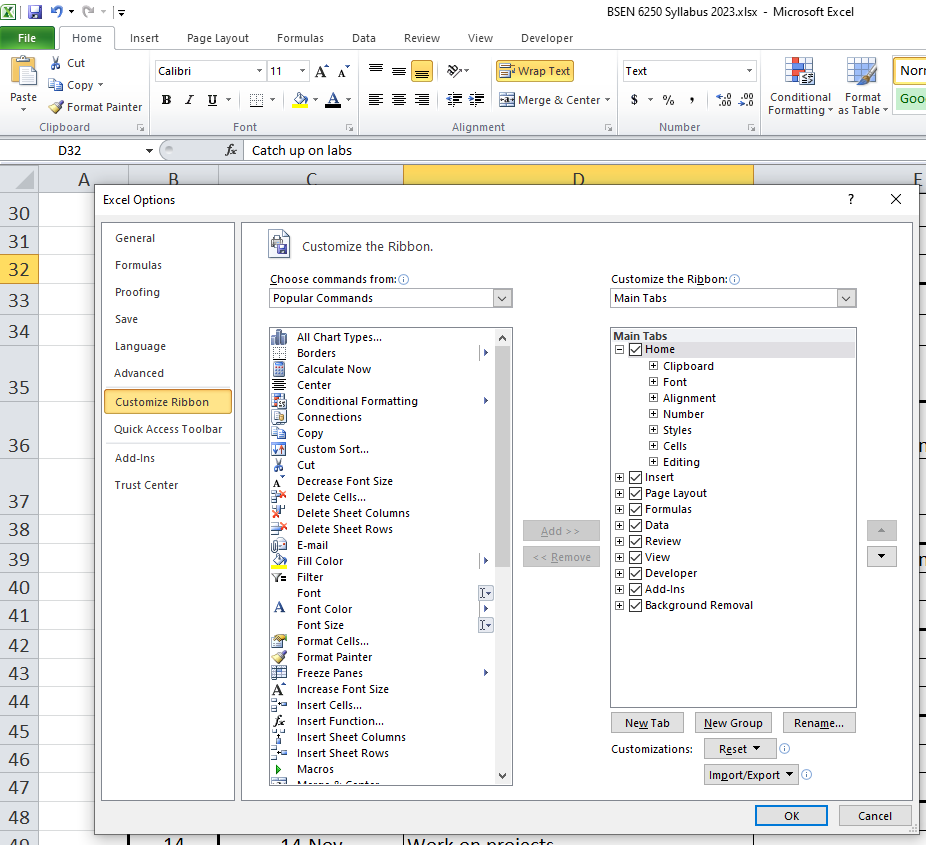 BSEN 6250 Syllabus 2023.xlsx - Microsoft Excel
File Home Insert Page Layout Formulas Data Review View Developer
Paste
Cut
Copy
Format Painter
Clipboard
Calibri 11
B I U
Font
Wrap Text
Merge & Center
Alignment
Text
$ % ,
Number
Conditional Formatting
Format as Table
D32 fx Catch up on labs
A B C D E
30
31
32
33
34
35
36
37
38
39
40
41
42
43
44
45
46
47
48
49 14 14-Nov Work on projects
Excel Options ?
General
Formulas
Proofing
Save
Language
Advanced
Customize Ribbon
Quick Access Toolbar
Add-Ins
Trust Center
Customize the Ribbon.
Choose commands from:
Popular Commands
All Chart Types...
Borders
Calculate Now
Center
Conditional Formatting
Connections
Copy
Custom Sort...
Cut
Decrease Font Size
Delete Cells...
Delete Sheet Columns
Delete Sheet Rows
E-mail
Fill Color
Filter
Font
Font Color
Font Size
Format Cells...
Format Painter
Freeze Panes
Increase Font Size
Insert Cells...
Insert Function...
Insert Sheet Columns
Insert Sheet Rows
Macros
Merge & Center
Add >>
<< Remove
Customize the Ribbon:
Main Tabs
Main Tabs
Home
Clipboard
Font
Alignment
Number
Styles
Cells
Editing
Insert
Page Layout
Formulas
Data
Review
View
Developer
Add-Ins
Background Removal
New Tab New Group Rename...
Customizations: Reset
Import/Export
OK Cancel